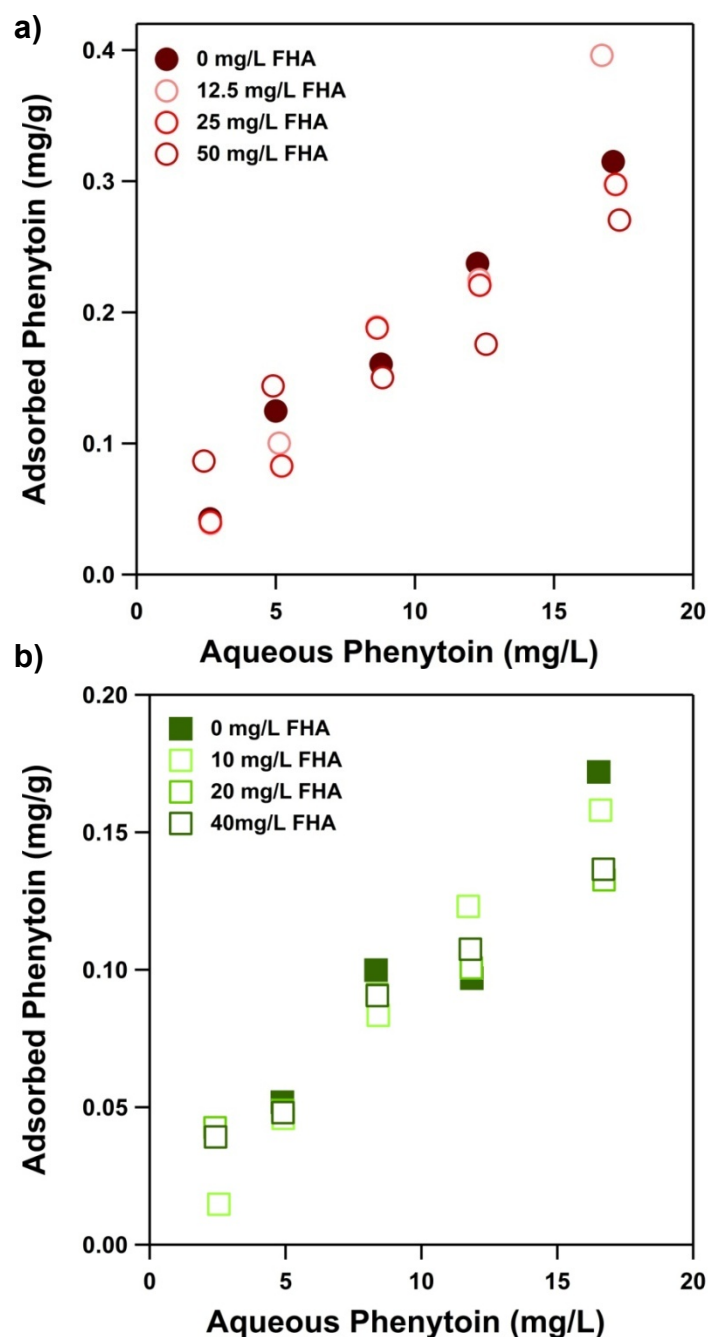 a)
0.4
0.3
0.2
0.1
0.0
Adsorbed Phenytoin (mg/g)
0 mg/L FHA
12.5 mg/L FHA
25 mg/L FHA
50 mg/L FHA
0 5 10 15 20
Aqueous Phenytoin (mg/L)
b)
0.20
0.15
0.10
0.05
0.00
Adsorbed Phenytoin (mg/g)
0 mg/L FHA
10 mg/L FHA
20 mg/L FHA
40mg/L FHA
0 5 10 15 20
Aqueous Phenytoin (mg/L)